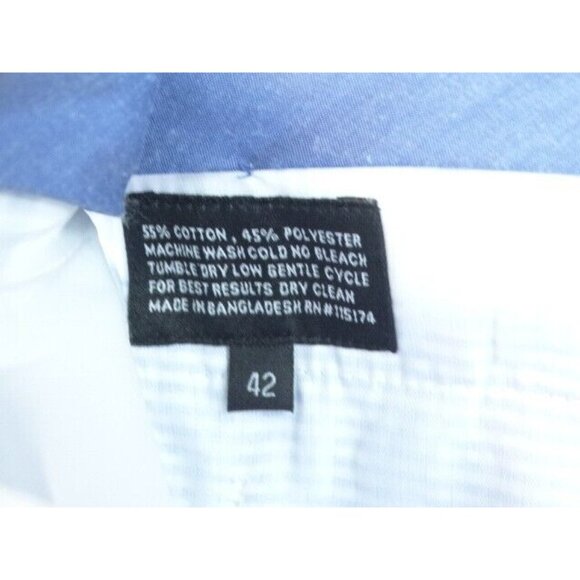 55% COTTON, 45% POLYESTER
MACHINE WASH COLD NO BLEACH
TUMBLE DRY LOW GENTLE CYCLE
FOR BEST RESULTS DRY CLEAN
MADE IN BANGLADESH RN#115174
42